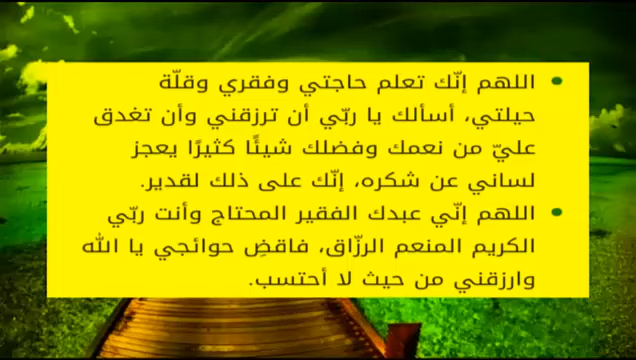 • اللهم إنّك تعلم حاجتي وفقري وقلّة
حيلتي، أسألك يا ربّي أن ترزقني وأن تغدق
عليّ من نعمك وفضلك شيئًا كثيرًا يعجز
لساني عن شكره، إنّك على ذلك لقدير.
• اللهم إنّي عبدك الفقير المحتاج وأنت ربّي
الكريم المنعم الرزّاق، فاقضِ حوائجي يا الله
وارزقني من حيث لا أحتسب.